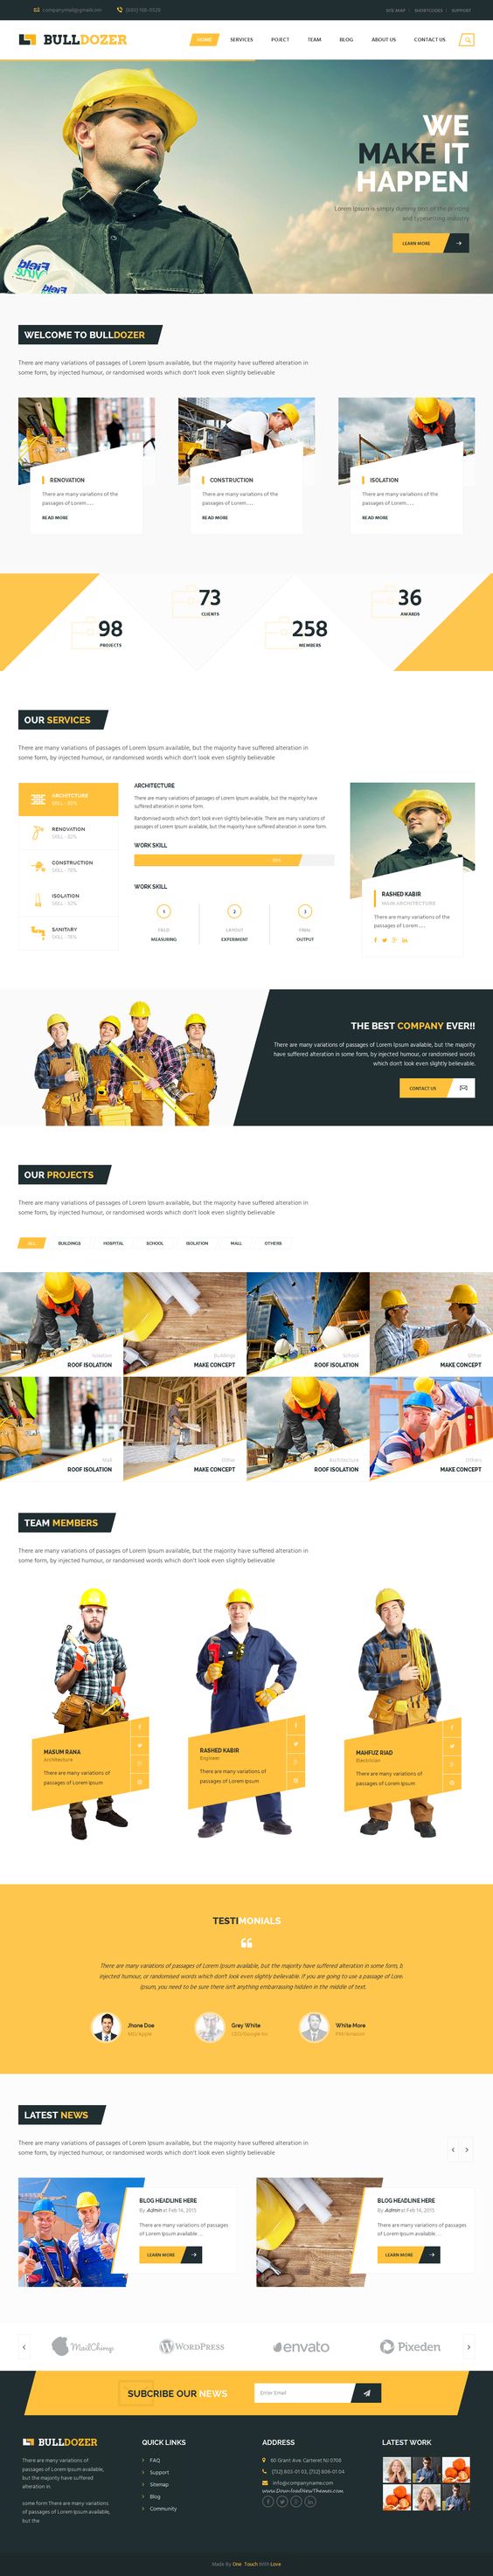 companymail@gmail.com
SITE MAP
SHORTCODES
SUPPORT
BULLDOZER
HOME
SERVICES
POJECT
TEAM
BLOG
ABOUT US
CONTACT US
WE
MAKE IT
HAPPEN
Lorem Ipsum is simply dummy text of the printing
and typesetting industry
LEARN MORE
WELCOME TO BULLDOZER
There are many variations of passages of Lorem Ipsum available, but the majority have suffered alteration in
some form, by injected humour, or randomised words which don't look even slightly believable
RENOVATION
There are many variations of the
passages of Lorem.....
READ MORE
CONSTRUCTION
There are many variations of the
passages of Lorem.....
READ MORE
ISOLATION
There are many variations of the
passages of Lorem.....
READ MORE
98
PROJECTS
73
CLIENTS
258
MEMBERS
36
AWARDS
OUR SERVICES
There are many variations of passages of Lorem Ipsum available, but the majority have suffered alteration in
some form, by injected humour, or randomised words which don't look even slightly believable
ARCHITCTURE
RENOVATION
CONSTRUCTION
ISOLATION
SANITARY
ARCHITECTURE
There are many variations of passages of Lorem Ipsum available, but the majority have
suffered alteration in some form.
Randomised words which don't look even slightly believable. There are many variations of
passages of Lorem Ipsum available, but the majority have suffered alteration in some form.
WORK SKILL
WORK SKILL
1
MEASURING
2
EXPERIMENT
3
FINAL
OUTPUT
RASHED KABIR
MAIN ARCHITECTURE
There are many variations of the
passages of Lorem ....
THE BEST COMPANY EVER!!
There are many variations of passages of Lorem Ipsum available, but the majority
have suffered alteration in some form, by injected humour, or randomised words
which don't look even slightly believable.
CONTACT US
OUR PROJECTS
There are many variations of passages of Lorem Ipsum available, but the majority have suffered alteration in
some form, by injected humour, or randomised words which don't look even slightly believable
ALL
BUILDINGS
HOSPITAL
SCHOOL
ISOLATION
MALL
OTHERS
Isolation
ROOF ISOLATION
Buildings
MAKE CONCEPT
School
ROOF ISOLATION
Other
MAKE CONCEPT
Mall
ROOF ISOLATION
Other
MAKE CONCEPT
Architecture
ROOF ISOLATION
Others
MAKE CONCEPT
TEAM MEMBERS
There are many variations of passages of Lorem Ipsum available, but the majority have suffered alteration in
some form, by injected humour, or randomised words which don't look even slightly believable
MASUM RANA
Architecture
There are many variations of
passages of Lorem Ipsum
RASHED KABIR
Engineer
There are many variations of
passages of Lorem Ipsum
MAHFUZ RIAD
Electrician
There are many variations of
passages of Lorem Ipsum
TESTIMONIALS
There are many variations of passages of Lorem Ipsum available, but the majority have suffered alteration in some form, b
injected humour, or randomised words which don't look even slightly believable. If you are going to use a passage of Lorem
Ipsum, you need to be sure there isn't anything embarrassing hidden in the middle of text.
Jhone Doe
Grey White
White More
LATEST NEWS
There are many variations of passages of Lorem Ipsum available, but the majority have suffered alteration in
some form, by injected humour, or randomised words which don't look even slightly believable
BLOG HEADLINE HERE
By Admin at Feb 14, 2015
There are many variations of passages
of Lorem Ipsum available....
LEARN MORE
BLOG HEADLINE HERE
By Admin at Feb 14, 2015
There are many variations of passages
of Lorem Ipsum available....
LEARN MORE
MailChimp
WORDPRESS
envato
Pixeden
SUBCRIBE OUR NEWS
Enter Email
BULLDOZER
There are many variations of
passages of Lorem Ipsum available,
but the majority have suffered
alteration in.
some form There are many variations
of passages of Lorem Ipsum available,
but the
QUICK LINKS
FAQ
Support
Sitemap
Blog
Community
ADDRESS
60 Grant Ave. Carteret NJ 0708
(732) 803-01 03, (732) 806-01 04
info@companyname.com
www.DownloadNewThemes.com
LATEST WORK
Made By One Touch With Love